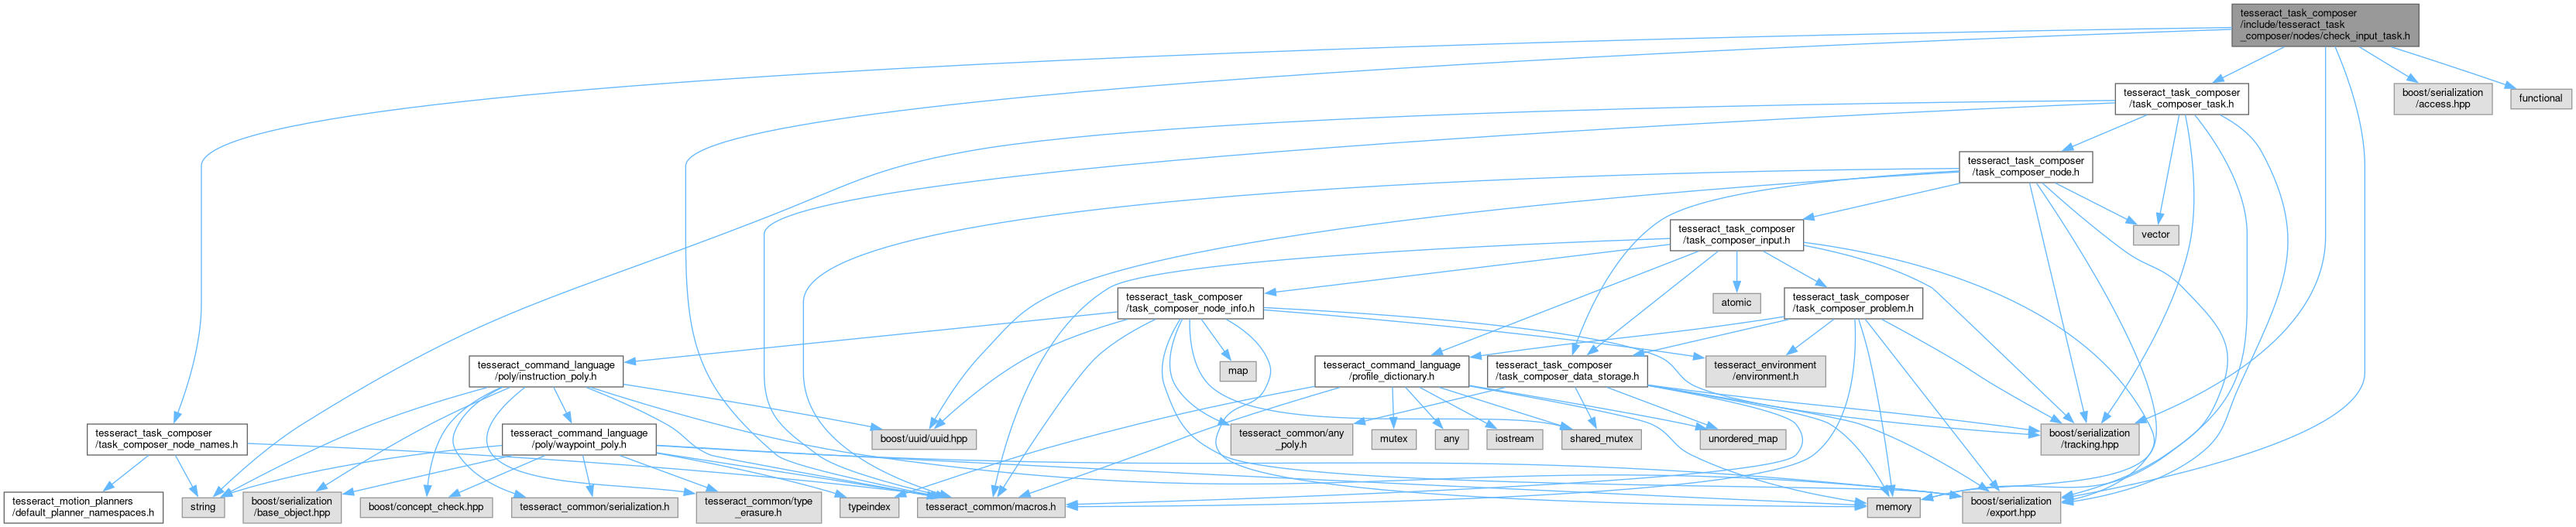 tesseract_task_composer
/include/tesseract_task
_composer/nodes/check_input_task.h
tesseract_task_composer
/task_composer_task.h
boost/serialization
/access.hpp
functional
tesseract_task_composer
/task_composer_node.h
vector
tesseract_task_composer
/task_composer_input.h
tesseract_task_composer
/task_composer_node_info.h
atomic
tesseract_task_composer
/task_composer_problem.h
tesseract_command_language
/poly/instruction_poly.h
map
tesseract_command_language
/profile_dictionary.h
tesseract_task_composer
/task_composer_data_storage.h
tesseract_environment
/environment.h
tesseract_task_composer
/task_composer_node_names.h
tesseract_command_language
/poly/waypoint_poly.h
boost/uuid/uuid.hpp
tesseract_common/any
_poly.h
mutex
any
iostream
shared_mutex
unordered_map
boost/serialization
/tracking.hpp
tesseract_motion_planners
/default_planner_namespaces.h
string
boost/serialization
/base_object.hpp
boost/concept_check.hpp
tesseract_common/serialization.h
tesseract_common/type
_erasure.h
typeindex
tesseract_common/macros.h
memory
boost/serialization
/export.hpp